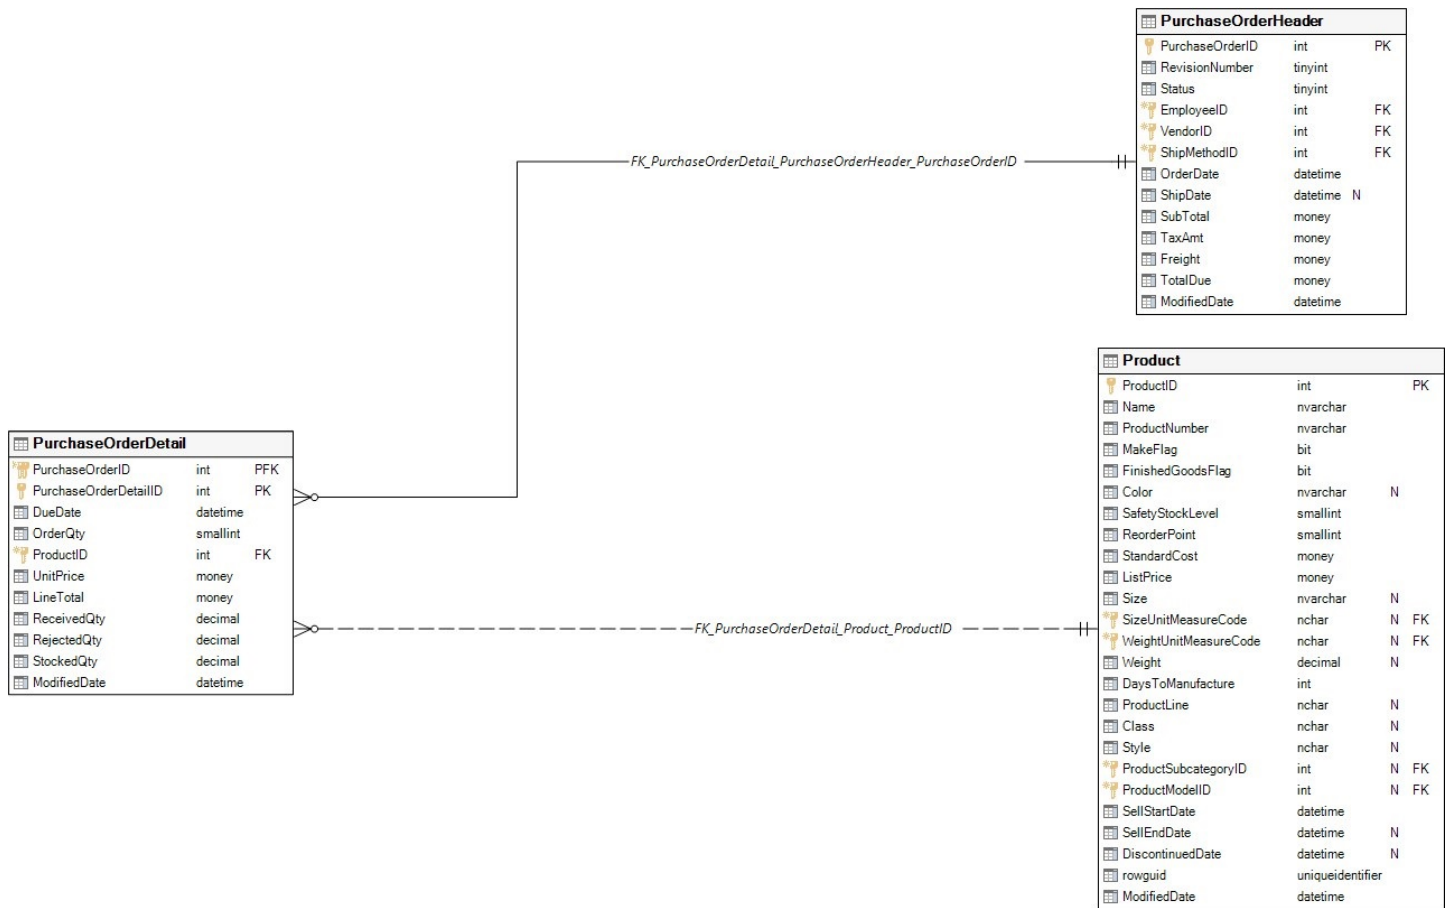 PurchaseOrderHeader
PurchaseOrderID int PK
RevisionNumber tinyint
Status tinyint
EmployeeID int FK
VendorID int FK
ShipMethodID int FK
OrderDate datetime
ShipDate datetime N
SubTotal money
TaxAmt money
Freight money
TotalDue money
ModifiedDate datetime
FK_PurchaseOrderDetail_PurchaseOrderHeader_PurchaseOrderID
PurchaseOrderDetail
PurchaseOrderID int PFK
PurchaseOrderDetailID int PK
DueDate datetime
OrderQty smallint
ProductID int FK
UnitPrice money
LineTotal money
ReceivedQty decimal
RejectedQty decimal
StockedQty decimal
ModifiedDate datetime
FK_PurchaseOrderDetail_Product_ProductID
Product
ProductID int PK
Name nvarchar
ProductNumber nvarchar
MakeFlag bit
FinishedGoodsFlag bit
Color nvarchar N
SafetyStockLevel smallint
ReorderPoint smallint
StandardCost money
ListPrice money
Size nvarchar N
SizeUnitMeasureCode nchar N FK
WeightUnitMeasureCode nchar N FK
Weight decimal N
DaysToManufacture int
ProductLine nchar N
Class nchar N
Style nchar N
ProductSubcategoryID int N FK
ProductModelID int N FK
SellStartDate datetime
SellEndDate datetime N
DiscontinuedDate datetime N
rowguid uniqueidentifier
ModifiedDate datetime